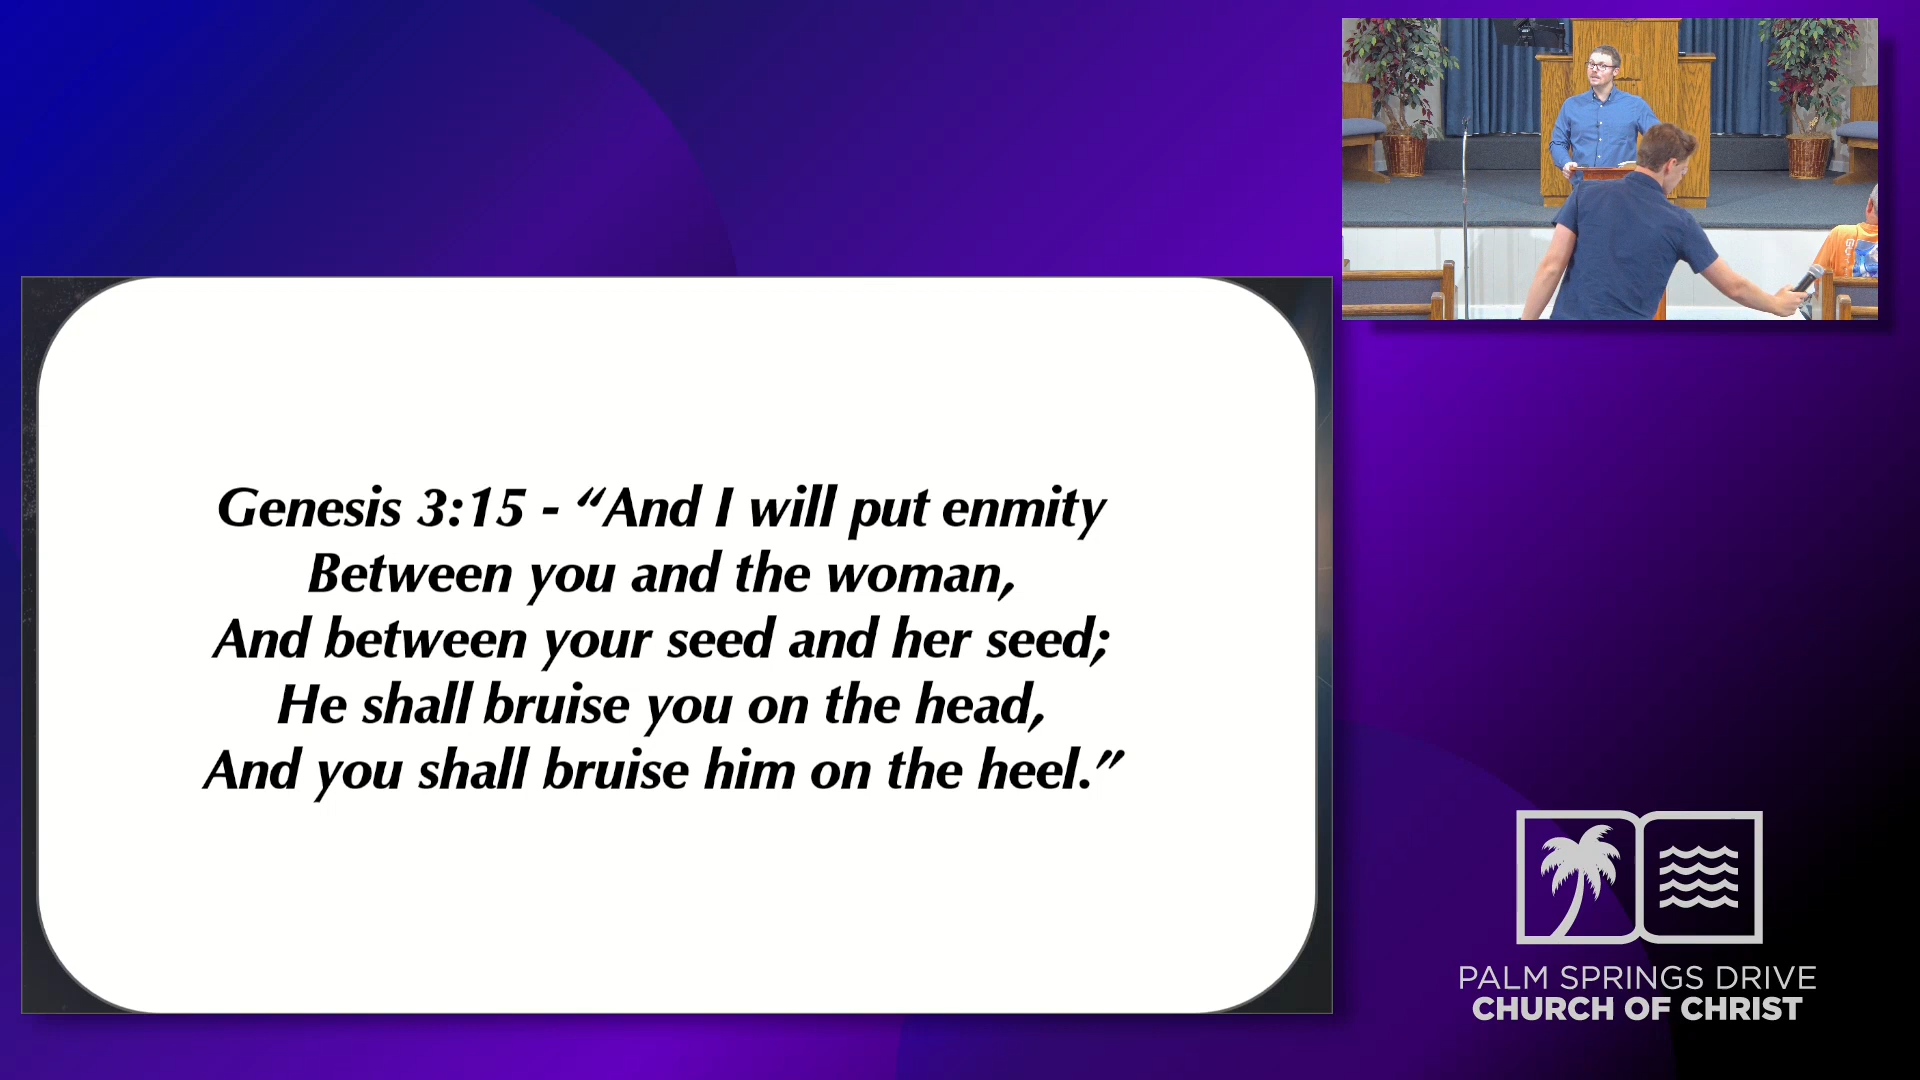 Genesis 3:15 - “And I will put enmity
Between you and the woman,
And between your seed and her seed;
He shall bruise you on the head,
And you shall bruise him on the heel.”
PALM SPRINGS DRIVE
CHURCH OF CHRIST